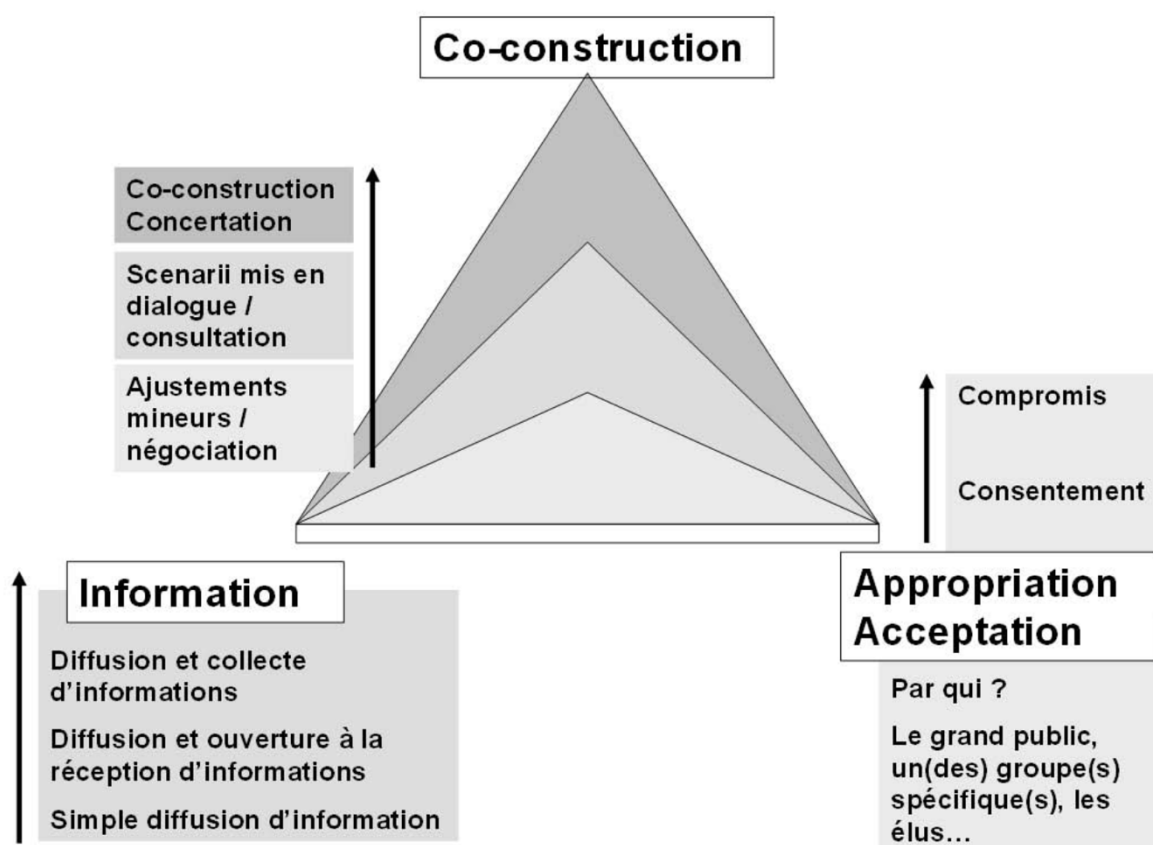 Co-construction
Co-construction
Concertation
Scenarii mis en
dialogue /
consultation
Ajustements
mineurs /
négociation
Compromis
Consentement
Information
Diffusion et collecte
d'informations
Diffusion et ouverture à la
réception d'informations
Simple diffusion d'information
Appropriation
Acceptation
Par qui ?
Le grand public,
un(des) groupe(s)
spécifique(s), les
élus…